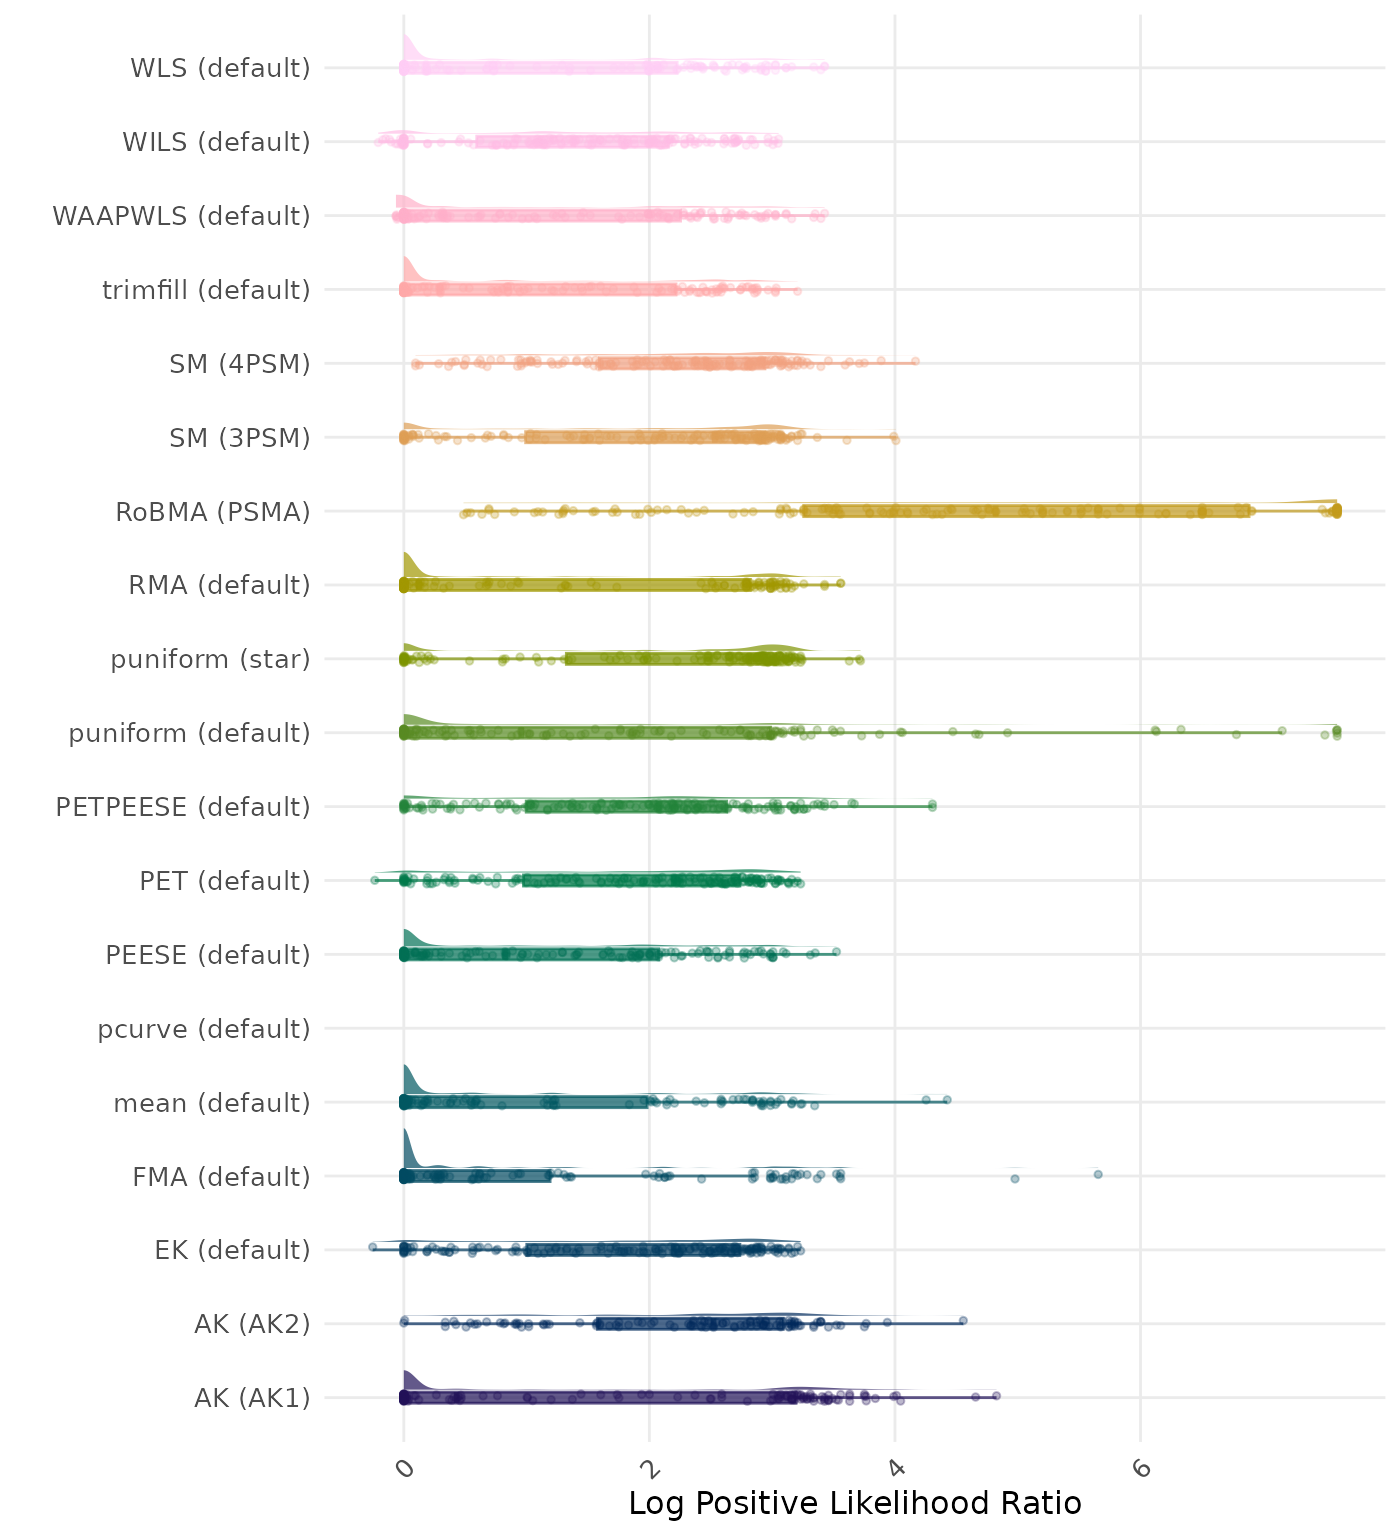 WLS (default)
WILS (default)
WAAPWLS (default)
trimfill (default)
SM (4PSM)
SM (3PSM)
RoBMA (PSMA)
RMA (default)
puniform (star)
puniform (default)
PETPEESE (default)
PET (default)
PEESE (default)
pcurve (default)
mean (default)
FMA (default)
EK (default)
AK (AK2)
AK (AK1)
0 2 4 6
Log Positive Likelihood Ratio